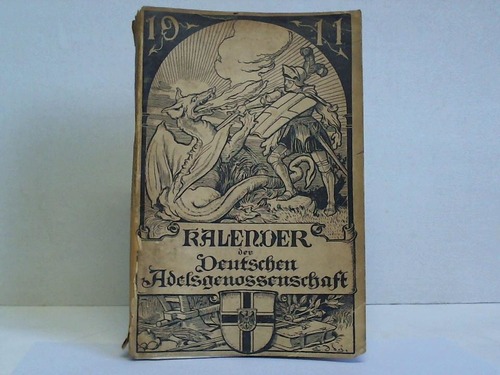 19 11
KALENDER
der
Deutschen
Adelsgenossenschaft